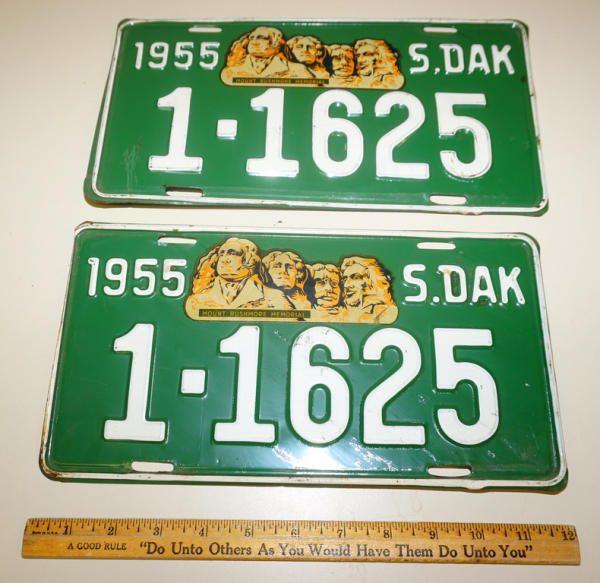 1955 S.DAK
MOUNT RUSHMORE MEMORIAL
1-1625
1955 S.DAK
MOUNT RUSHMORE MEMORIAL
1-1625
1 2 3 4 5 6 7 8 9 10 11 12
A GOOD RULE "Do Unto Others As You Would Have Them Do Unto You"